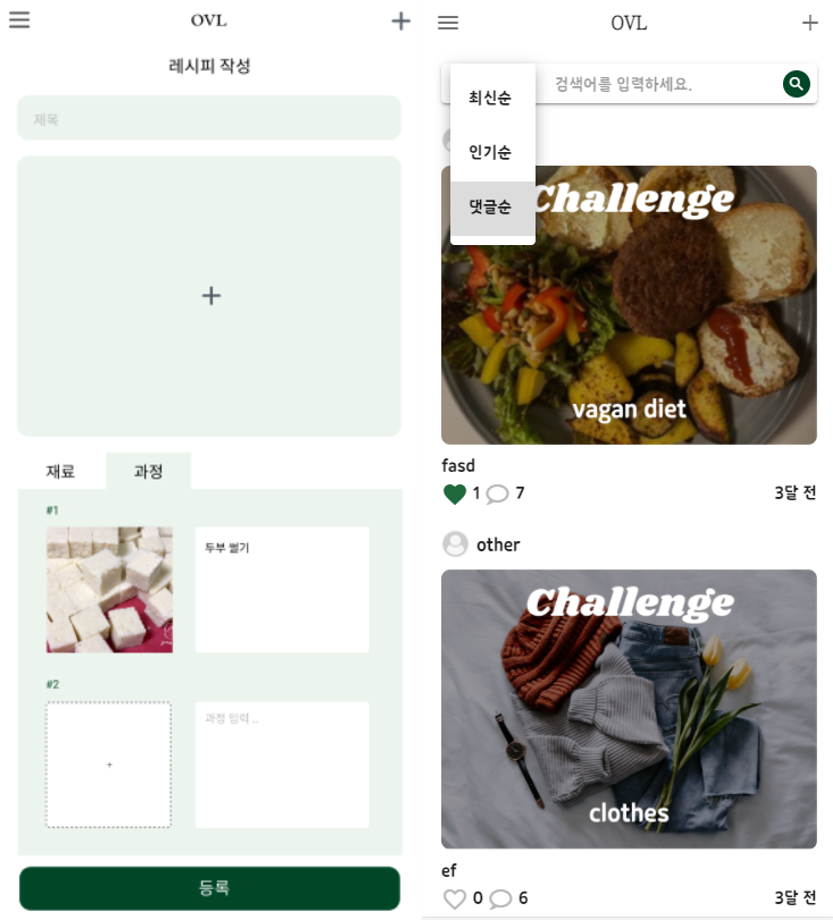 OVL
레시피 작성
제목
재료
과정
#1
두부 썰기
#2
과정 입력 ..
등록
OVL
검색어를 입력하세요.
최신순
인기순
댓글순
Challenge
vagan diet
fasd
1
7
3달 전
other
Challenge
clothes
ef
0
6
3달 전